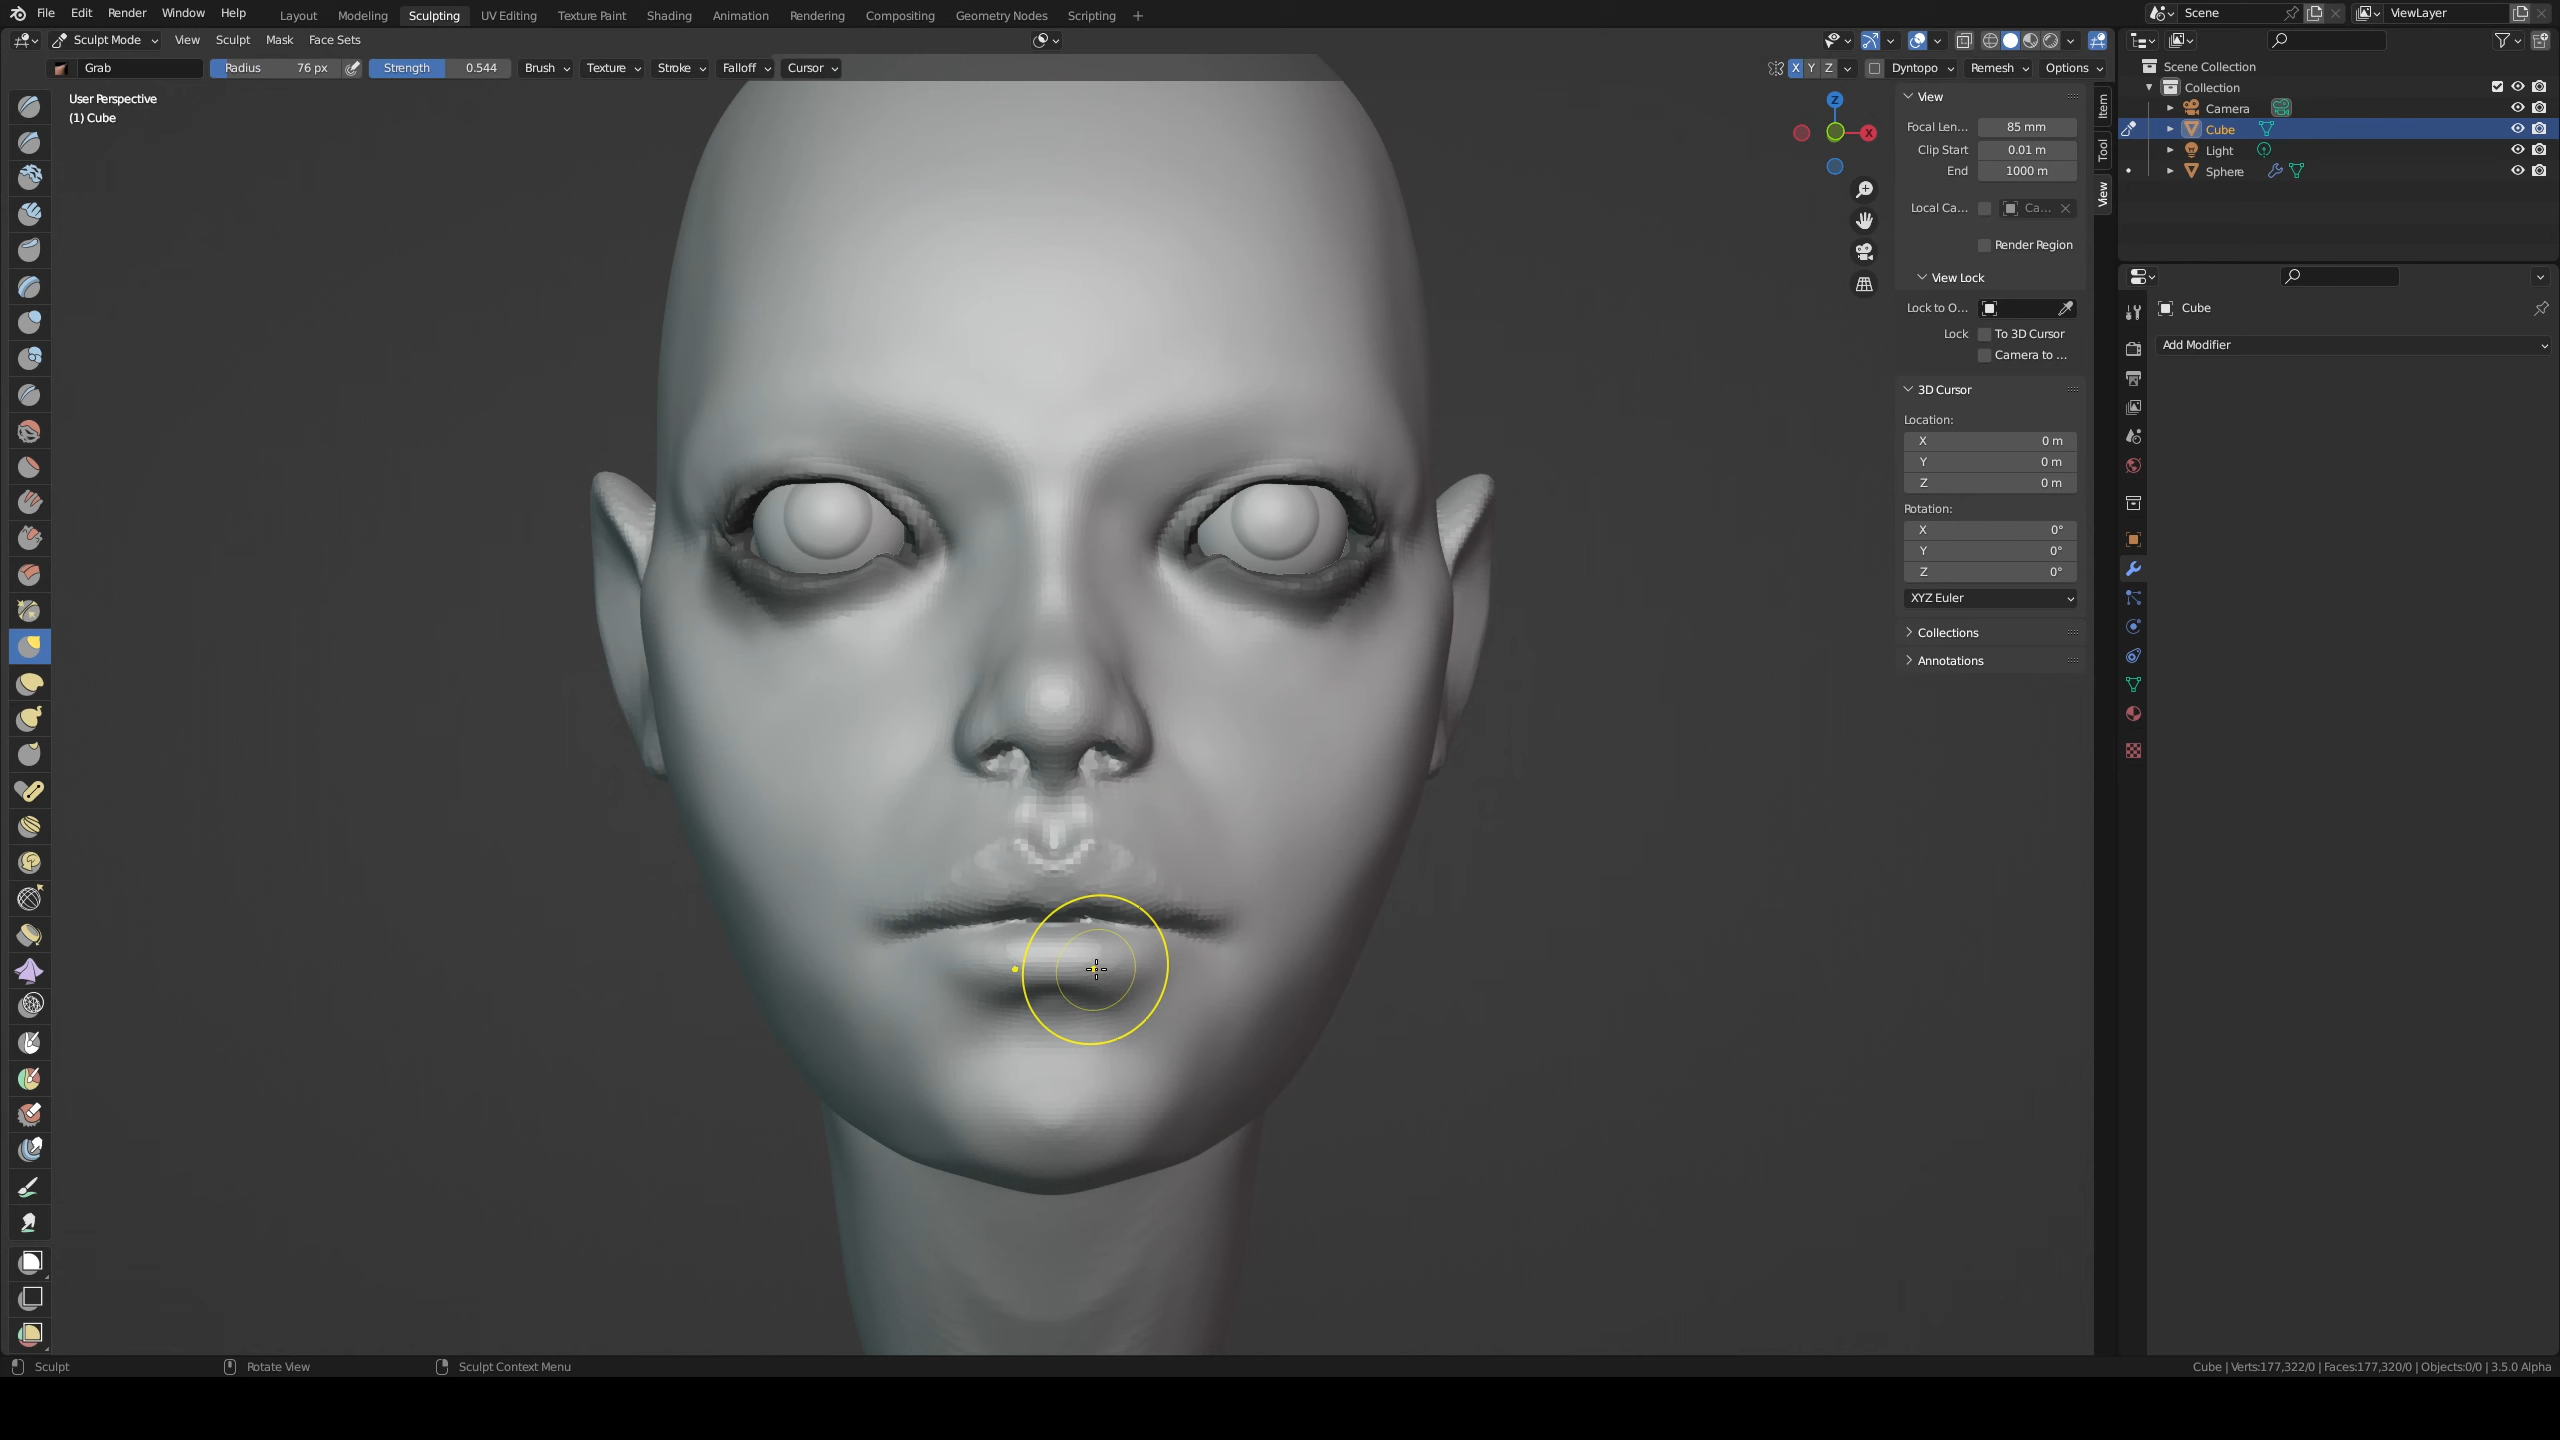 File Edit Render Window Help Layout Modeling Sculpting UV Editing Texture Paint Shading Animation Rendering Compositing Geometry Nodes Scripting + Scene ViewLayer
Sculpt Mode View Sculpt Mask Face Sets
Grab Radius 76 px Strength 0.544 Brush Texture Stroke Falloff Cursor X Y Z Dyntopo Remesh Options
User Perspective
(1) Cube
Z
X
View
Focal Len... 85 mm
Clip Start 0.01 m
End 1000 m
Local Ca... Ca...
Render Region
View Lock
Lock to O...
Lock To 3D Cursor
Camera to ...
3D Cursor
Location:
X 0 m
Y 0 m
Z 0 m
Rotation:
X 0°
Y 0°
Z 0°
XYZ Euler
Collections
Annotations
Item
Tool
View
Scene Collection
Collection
Camera
Cube
Light
Sphere
Cube
Add Modifier
Sculpt Rotate View Sculpt Context Menu Cube | Verts:177,322/0 | Faces:177,320/0 | Objects:0/0 | 3.5.0 Alpha